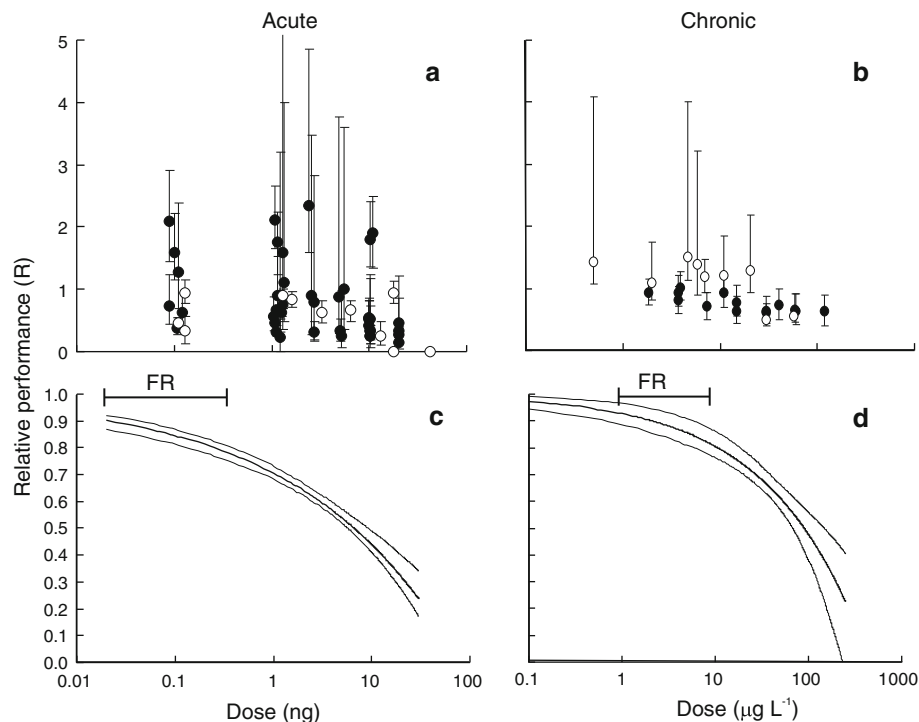 Acute
Chronic
a
b
5
4
3
2
1
0
Relative performance (R)
FR
FR
c
d
1.0
0.9
0.8
0.7
0.6
0.5
0.4
0.3
0.2
0.1
0.0
0.01
0.1
1
10
100
0.1
1
10
100
1000
Dose (ng)
Dose (µg L⁻¹)